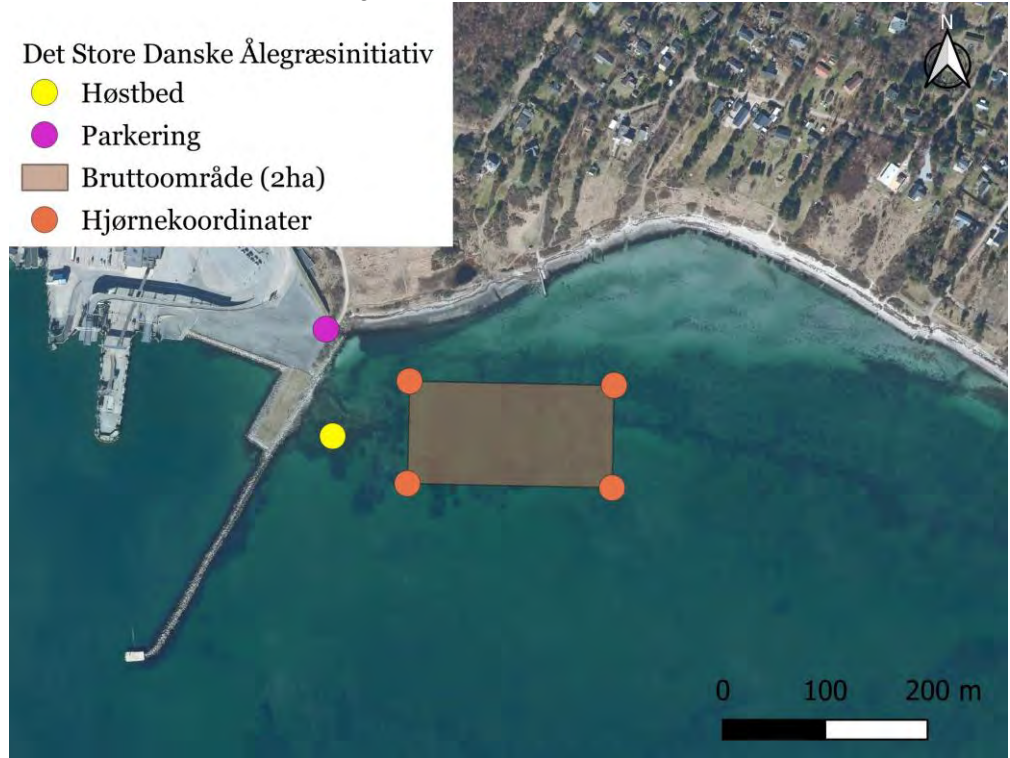 Det Store Danske Ålegræsinitiativ
Høstbed
Parkering
Bruttoområde (2ha)
Hjørnekoordinater
N
0 100 200 m